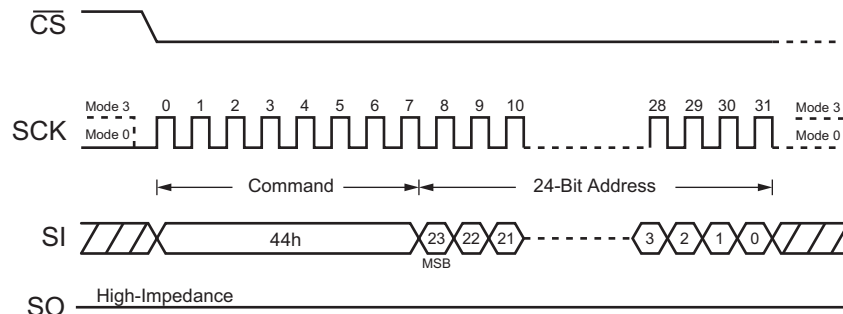 CS
Mode 3 0 1 2 3 4 5 6 7 8 9 10 28 29 30 31 Mode 3
SCK
Mode 0 Mode 0
Command 24-Bit Address
SI 44h 23 22 21 3 2 1 0
MSB
High-Impedance
SO